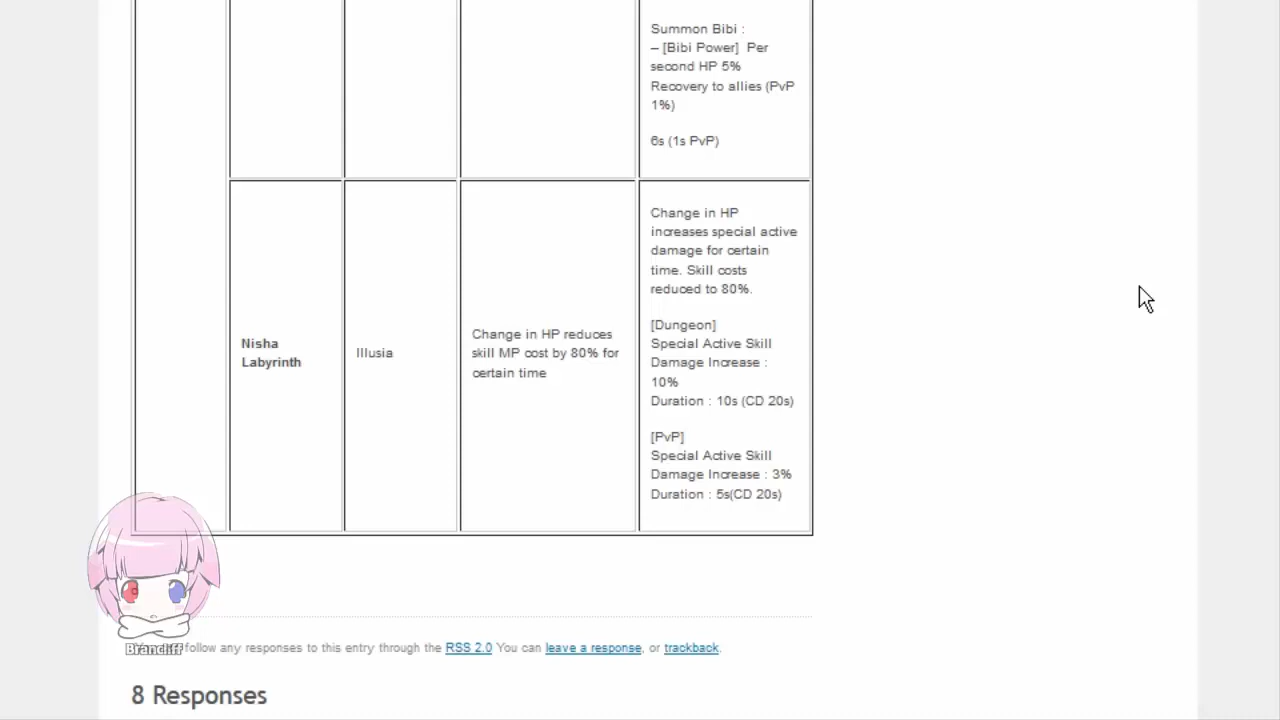 Summon Bibi :
– [Bibi Power]  Per
second HP 5%
Recovery to allies (PvP
1%)
6s (1s PvP)
Nisha
Labyrinth
Illusia
Change in HP reduces
skill MP cost by 80% for
certain time
Change in HP
increases special active
damage for certain
time. Skill costs
reduced to 80%.
[Dungeon]
Special Active Skill
Damage Increase :
10%
Duration : 10s (CD 20s)
[PvP]
Special Active Skill
Damage Increase : 3%
Duration : 5s(CD 20s)
Brancliff
follow any responses to this entry through the RSS 2.0 You can leave a response, or trackback.
8 Responses